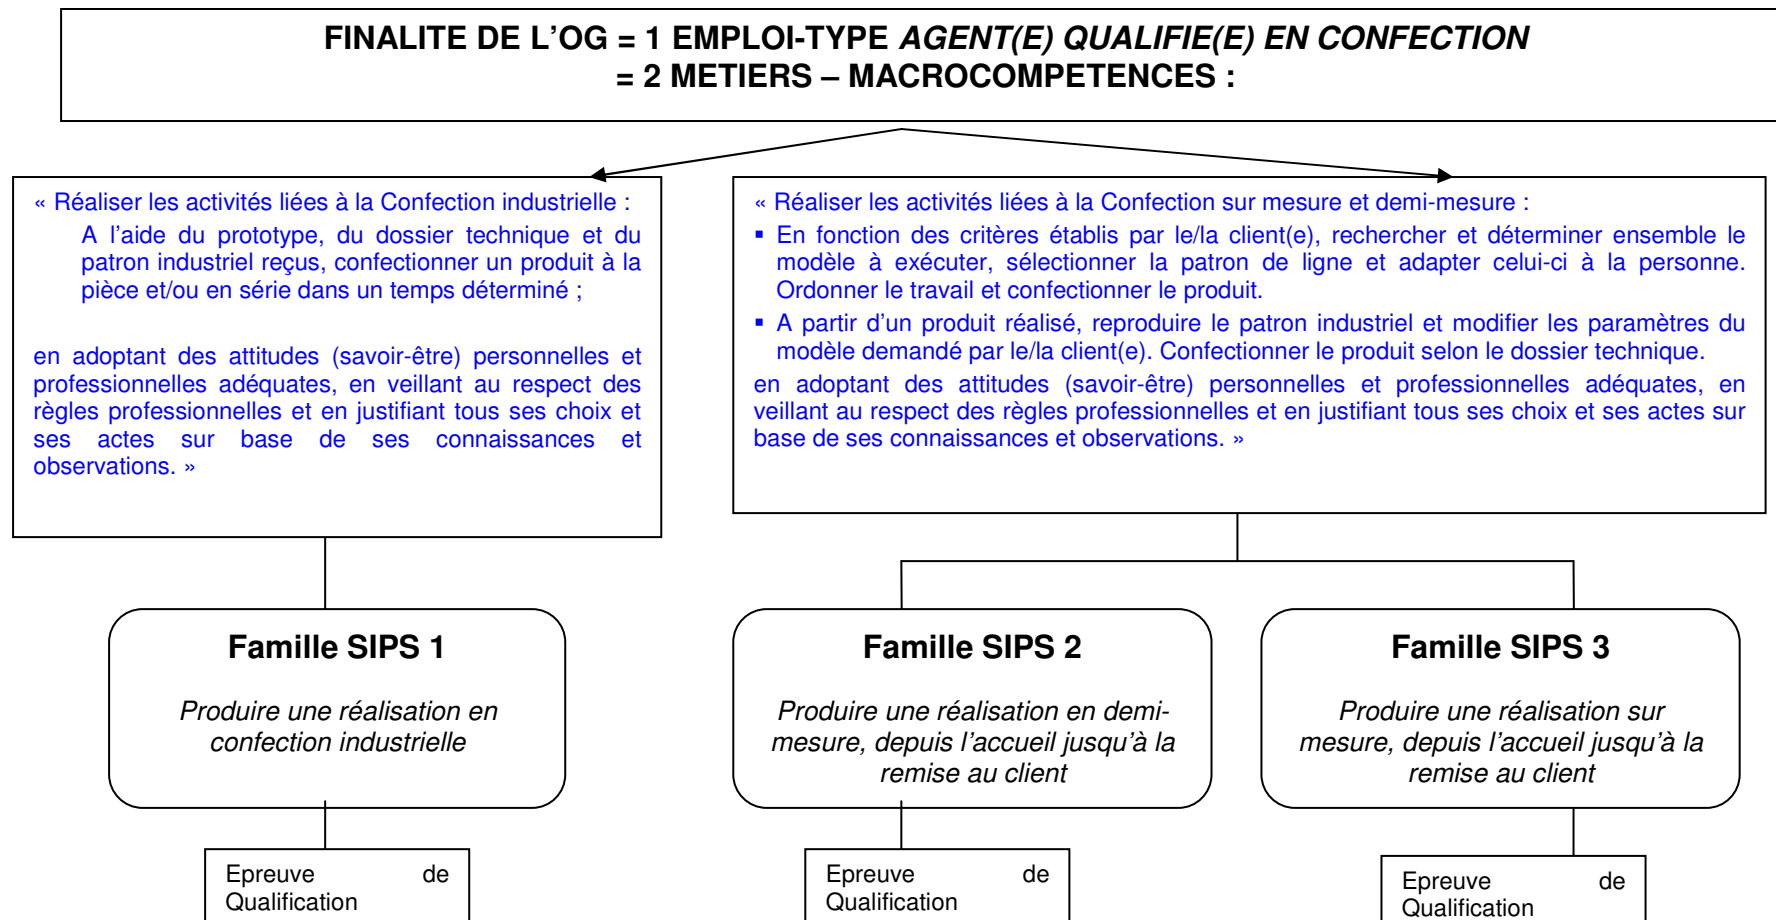 FINALITE DE L’OG = 1 EMPLOI-TYPE AGENT(E) QUALIFIE(E) EN CONFECTION
= 2 METIERS – MACROCOMPETENCES :
« Réaliser les activités liées à la Confection industrielle :
A l’aide du prototype, du dossier technique et du
patron industriel reçus, confectionner un produit à la
pièce et/ou en série dans un temps déterminé ;
en adoptant des attitudes (savoir-être) personnelles et
professionnelles adéquates, en veillant au respect des
règles professionnelles et en justifiant tous ses choix et
ses actes sur base de ses connaissances et
observations. »
« Réaliser les activités liées à la Confection sur mesure et demi-mesure :
▪ En fonction des critères établis par le/la client(e), rechercher et déterminer ensemble le
modèle à exécuter, sélectionner la patron de ligne et adapter celui-ci à la personne.
Ordonner le travail et confectionner le produit.
▪ A partir d’un produit réalisé, reproduire le patron industriel et modifier les paramètres du
modèle demandé par le/la client(e). Confectionner le produit selon le dossier technique.
en adoptant des attitudes (savoir-être) personnelles et professionnelles adéquates, en
veillant au respect des règles professionnelles et en justifiant tous ses choix et ses actes sur
base de ses connaissances et observations. »
Famille SIPS 1
Produire une réalisation en
confection industrielle
Famille SIPS 2
Produire une réalisation en demi-
mesure, depuis l’accueil jusqu’à la
remise au client
Famille SIPS 3
Produire une réalisation sur
mesure, depuis l’accueil jusqu’à la
remise au client
Epreuve de
Qualification
Epreuve de
Qualification
Epreuve de
Qualification